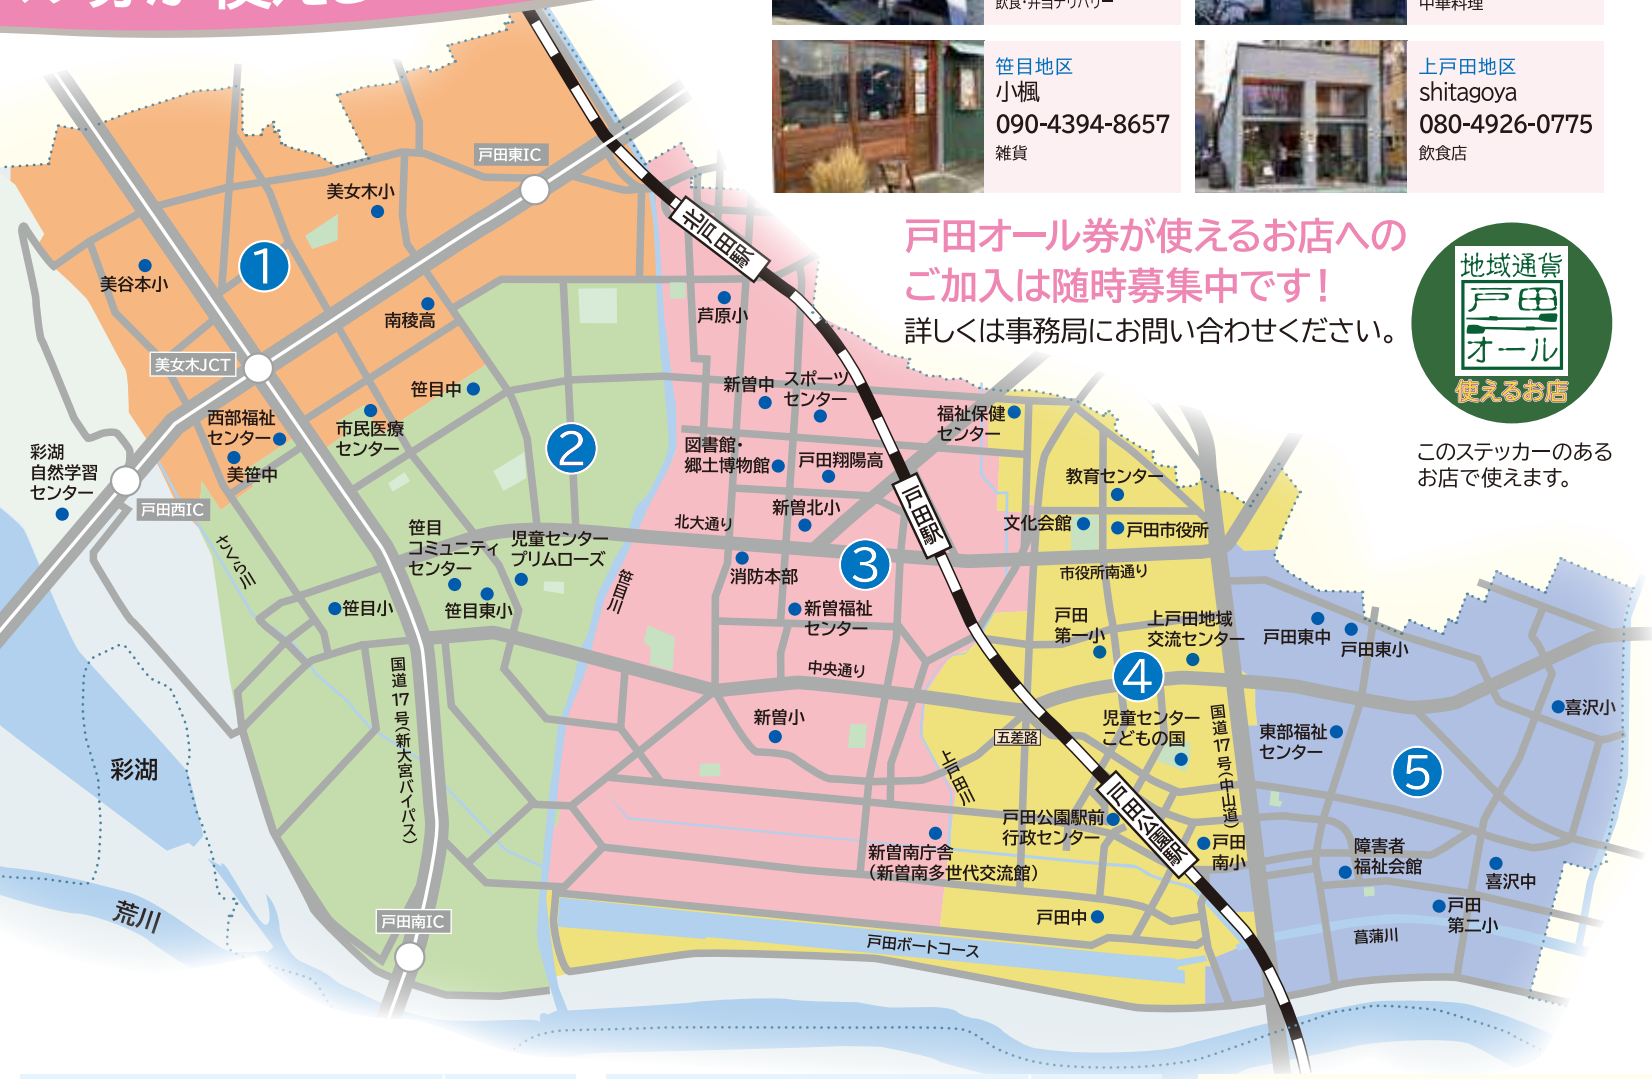 飲食・弁当デリバリー
中華料理
笹目地区
小楓
090-4394-8657
雑貨
上戸田地区
shitagoya
080-4926-0775
飲食店
戸田オール券が使えるお店への
ご加入は随時募集中です！
詳しくは事務局にお問い合わせください。
地域通貨
戸田
オール
使えるお店
このステッカーのある
お店で使えます。
戸田東IC
美女木小
1
美谷本小
南稜高
美女木JCT
北戸田駅
芦原小
笹目中
西部福祉
センター
市民医療
センター
美笹中
彩湖
自然学習
センター
戸田西IC
さくら川
2
新曽中
スポーツ
センター
図書館・
郷土博物館
戸田翔陽高
福祉保健
センター
教育センター
文化会館
戸田市役所
戸田駅
新曽北小
北大通り
消防本部
3
市役所南通り
笹目
コミュニティ
センター
児童センター
プリムローズ
笹目東小
笹目小
笹目川
新曽福祉
センター
中央通り
戸田
第一小
上戸田地域
交流センター
4
戸田東中
戸田東小
国道17号(新大宮バイパス)
新曽小
五差路
上戸田川
児童センター
こどもの国
国道17号(中山道)
東部福祉
センター
喜沢小
5
彩湖
戸田公園駅前
行政センター
戸田公園駅
戸田
南小
新曽南庁舎
(新曽南多世代交流館)
障害者
福祉会館
喜沢中
戸田
第二小
菖蒲川
荒川
戸田南IC
戸田中
戸田ボートコース